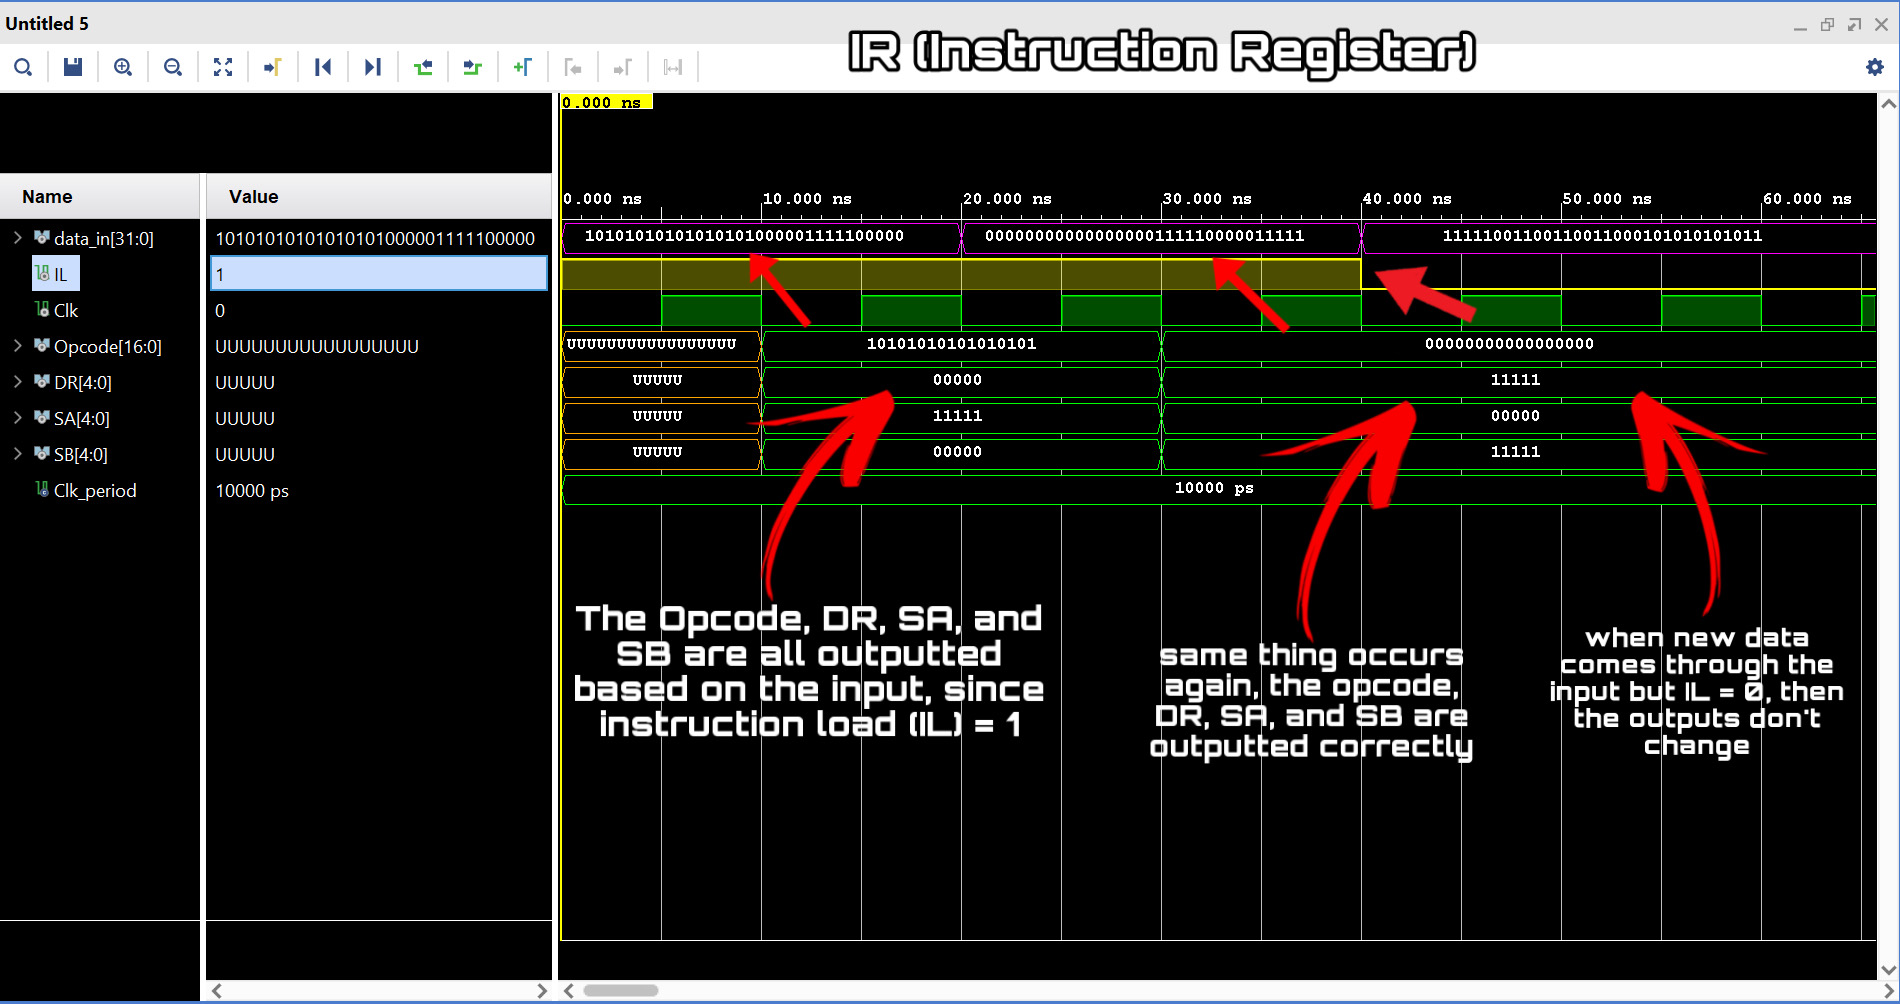 Untitled 5
IR (Instruction Register)
0.000 ns
Name
Value
0.000 ns
10.000 ns
20.000 ns
30.000 ns
40.000 ns
50.000 ns
60.000 ns
data_in[31:0]
10101010101010101000001111100000
10101010101010101000001111100000
00000000000000000111110000011111
11111001100110011000101010101011
IL
1
Clk
0
Opcode[16:0]
UUUUUUUUUUUUUUUUU
UUUUUUUUUUUUUUUUU
10101010101010101
00000000000000000
DR[4:0]
UUUUU
UUUUU
00000
11111
SA[4:0]
UUUUU
UUUUU
11111
00000
SB[4:0]
UUUUU
UUUUU
00000
11111
Clk_period
10000 ps
10000 ps
The Opcode, DR, SA, and
SB are all outputted
based on the input, since
instruction load (IL) = 1
same thing occurs
again, the opcode,
DR, SA, and SB are
outputted correctly
when new data
comes through the
input but IL = 0, then
the outputs don't
change